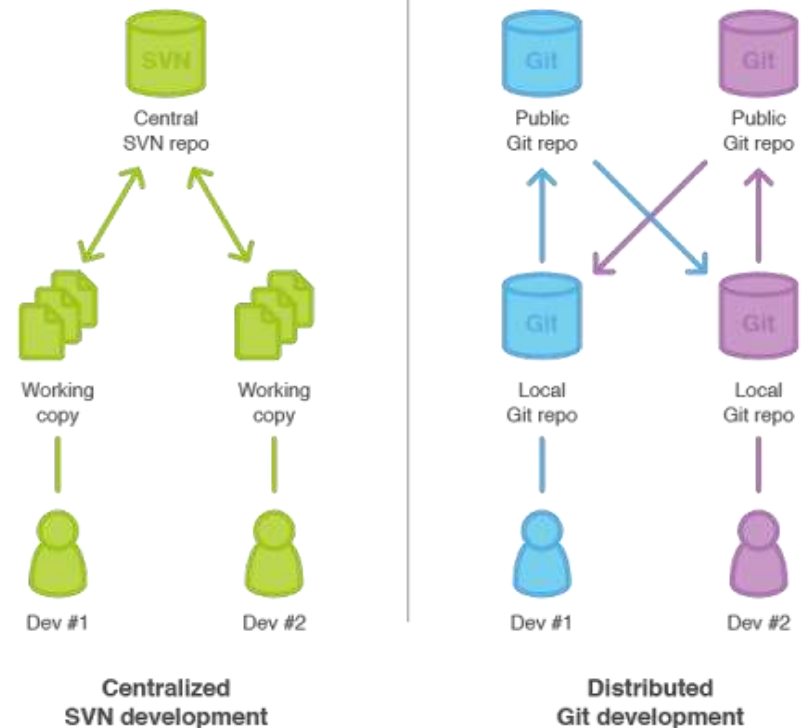 SVN
Central
SVN repo
Working
copy
Working
copy
Dev #1
Dev #2
Centralized
SVN development
Git
Git
Public
Git repo
Public
Git repo
Git
Git
Local
Git repo
Local
Git repo
Dev #1
Dev #2
Distributed
Git development